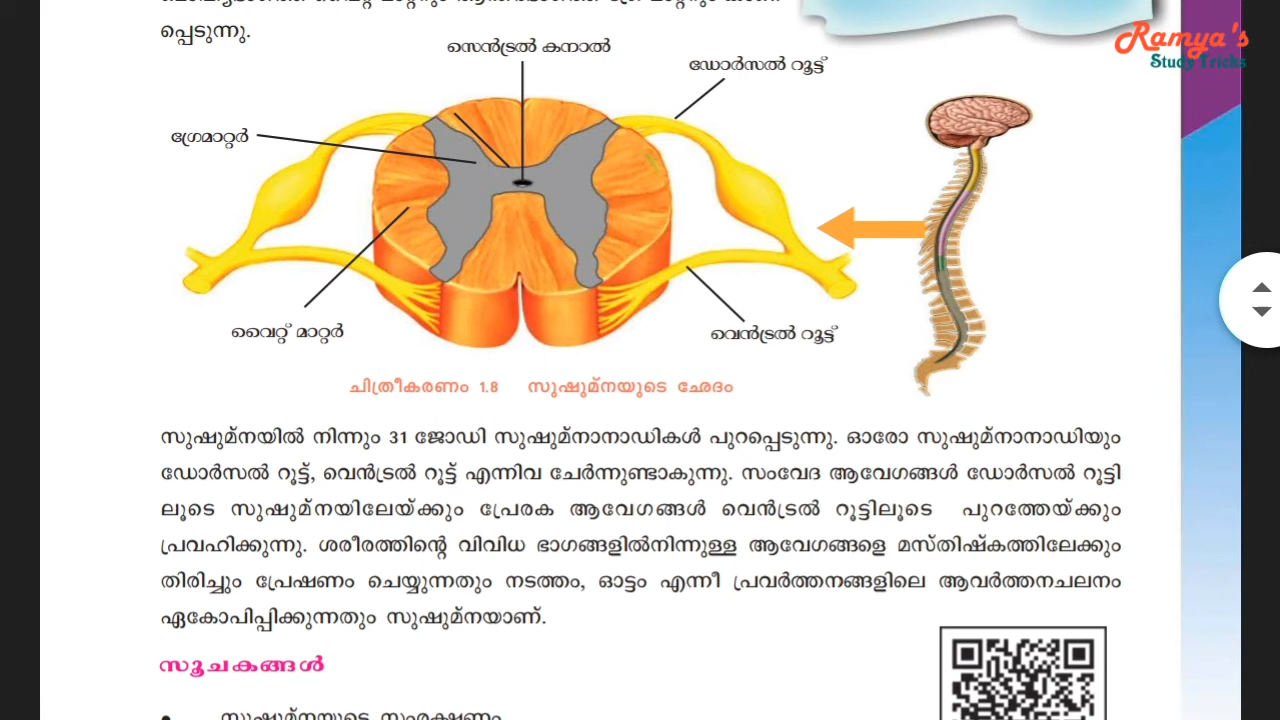 പ്പെടുന്നു.
Ramya's
Study Tricks
സെൻട്രൽ കനാൽ
ഡോർസൽ റൂട്ട്
ഗ്രേമാറ്റർ
വൈറ്റ് മാറ്റർ
വെൻട്രൽ റൂട്ട്
ചിത്രീകരണം 1.8 സുഷുമ്നയുടെ ഛേദം
സുഷുമ്നയിൽ നിന്നും 31 ജോഡി സുഷുമ്നാനാഡികൾ പുറപ്പെടുന്നു. ഓരോ സുഷുമ്നാനാഡിയും
ഡോർസൽ റൂട്ട്, വെൻട്രൽ റൂട്ട് എന്നിവ ചേർന്നുണ്ടാകുന്നു. സംവേദ ആവേഗങ്ങൾ ഡോർസൽ റൂട്ടി
ലൂടെ സുഷുമ്നയിലേയ്ക്കും പ്രേരക ആവേഗങ്ങൾ വെൻട്രൽ റൂട്ടിലൂടെ പുറത്തേയ്ക്കും
പ്രവഹിക്കുന്നു. ശരീരത്തിന്റെ വിവിധ ഭാഗങ്ങളിൽനിന്നുള്ള ആവേഗങ്ങളെ മസ്തിഷ്കത്തിലേക്കും
തിരിച്ചും പ്രേഷണം ചെയ്യുന്നതും നടത്തം, ഓട്ടം എന്നീ പ്രവർത്തനങ്ങളിലെ ആവർത്തനചലനം
ഏകോപിപ്പിക്കുന്നതും സുഷുമ്നയാണ്.
സൂചകങ്ങൾ
• സുഷുമ്നയുടെ സംരക്ഷണം